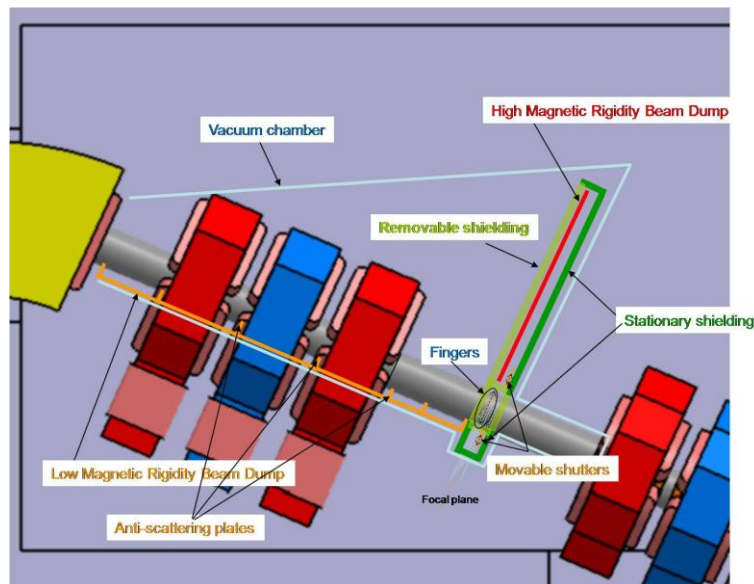 High Magnetic Rigidity Beam Dump
Vacuum chamber
Removable shielding
Stationary shielding
Fingers
Low Magnetic Rigidity Beam Dump
Movable shutters
Focal plane
Anti-scattering plates